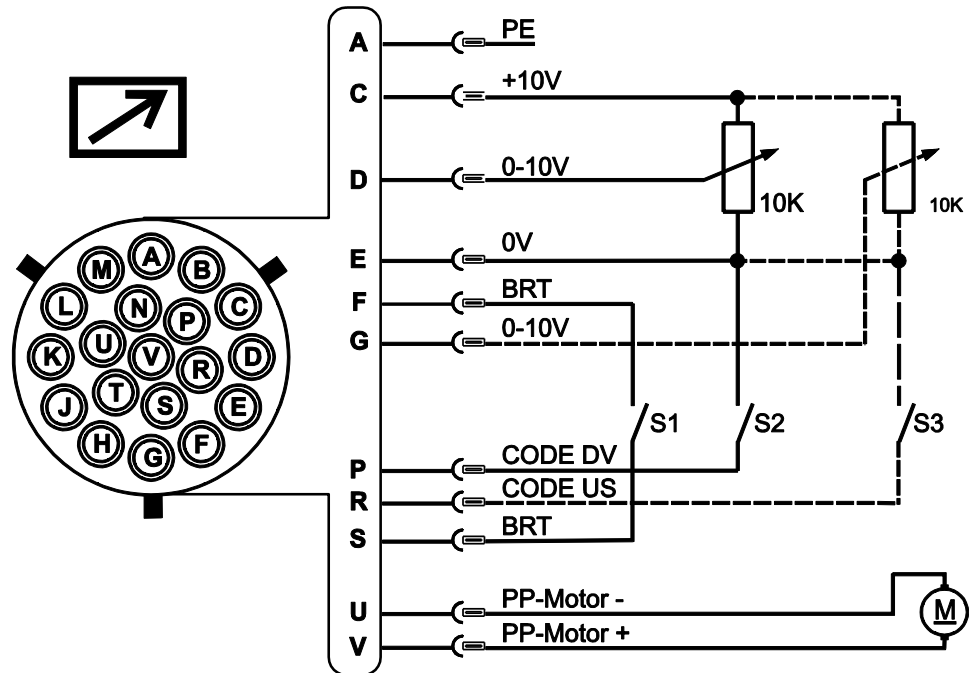 A PE
C +10V
D 0-10V
10K
10K
E 0V
F BRT
G 0-10V
S1
S2
S3
P CODE DV
R CODE US
S BRT
U PP-Motor -
V PP-Motor +
M
A
M
B
L
N
P
C
K
U
V
R
D
J
T
S
E
H
G
F